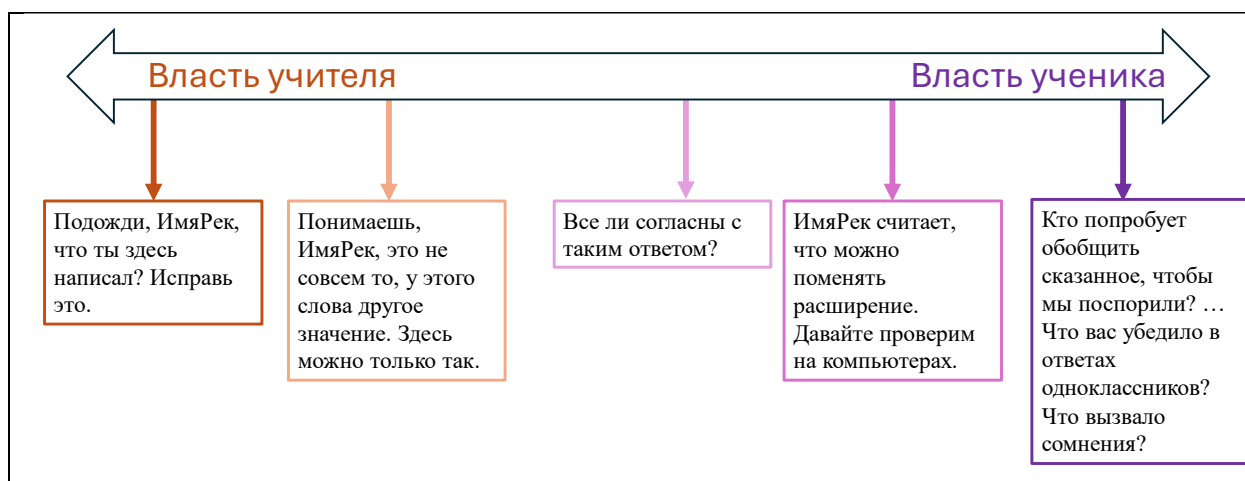 Власть учителя
Власть ученика
Подожди, ИмяРек,
что ты здесь
написал? Исправь
это.
Понимаешь,
ИмяРек, это не
совсем то, у этого
слова другое
значение. Здесь
можно только так.
Все ли согласны с
таким ответом?
ИмяРек считает,
что можно
поменять
расширение.
Давайте проверим
на компьютерах.
Кто попробует
обобщить
сказанное, чтобы
мы поспорили? …
Что вас убедило в
ответах
одноклассников?
Что вызвало
сомнения?